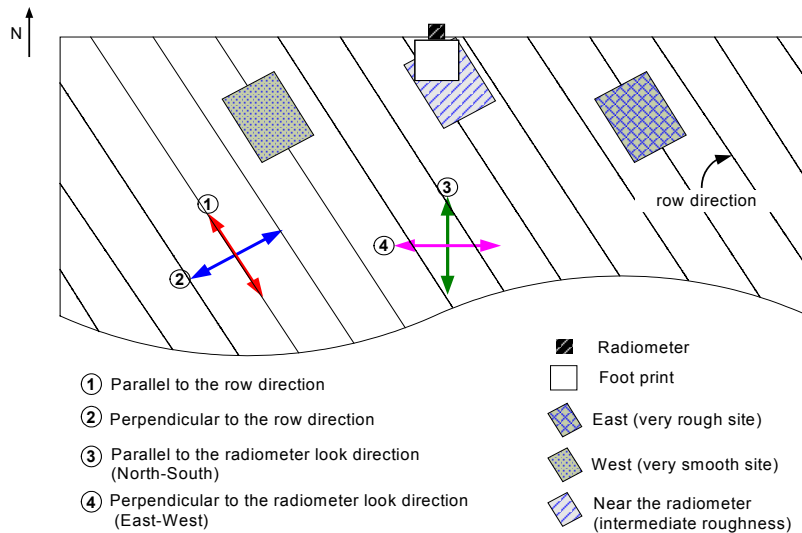 N
row direction
1
2
3
4
1 Parallel to the row direction
2 Perpendicular to the row direction
3 Parallel to the radiometer look direction
(North-South)
4 Perpendicular to the radiometer look direction
(East-West)
Radiometer
Foot print
East (very rough site)
West (very smooth site)
Near the radiometer
(intermediate roughness)